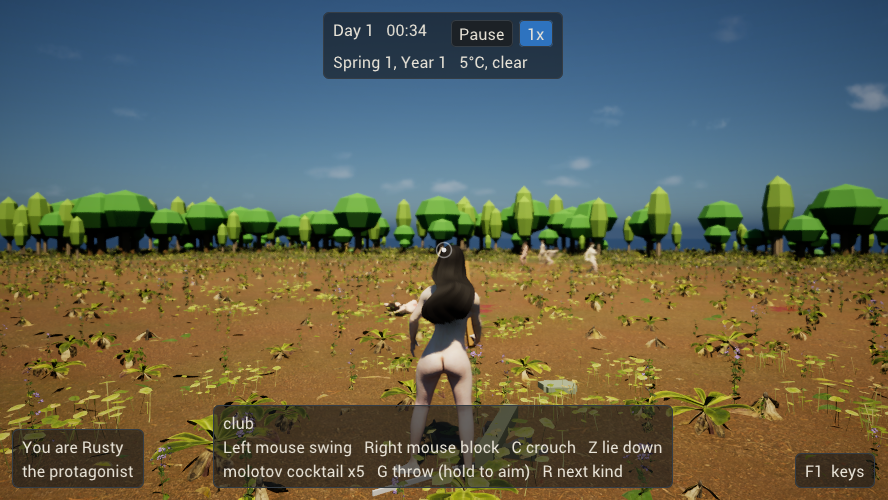 Day 1 00:34 Pause 1x
Spring 1, Year 1 5°C, clear
You are Rusty
the protagonist
club
Left mouse swing Right mouse block C crouch Z lie down
molotov cocktail x5 G throw (hold to aim) R next kind
F1 keys